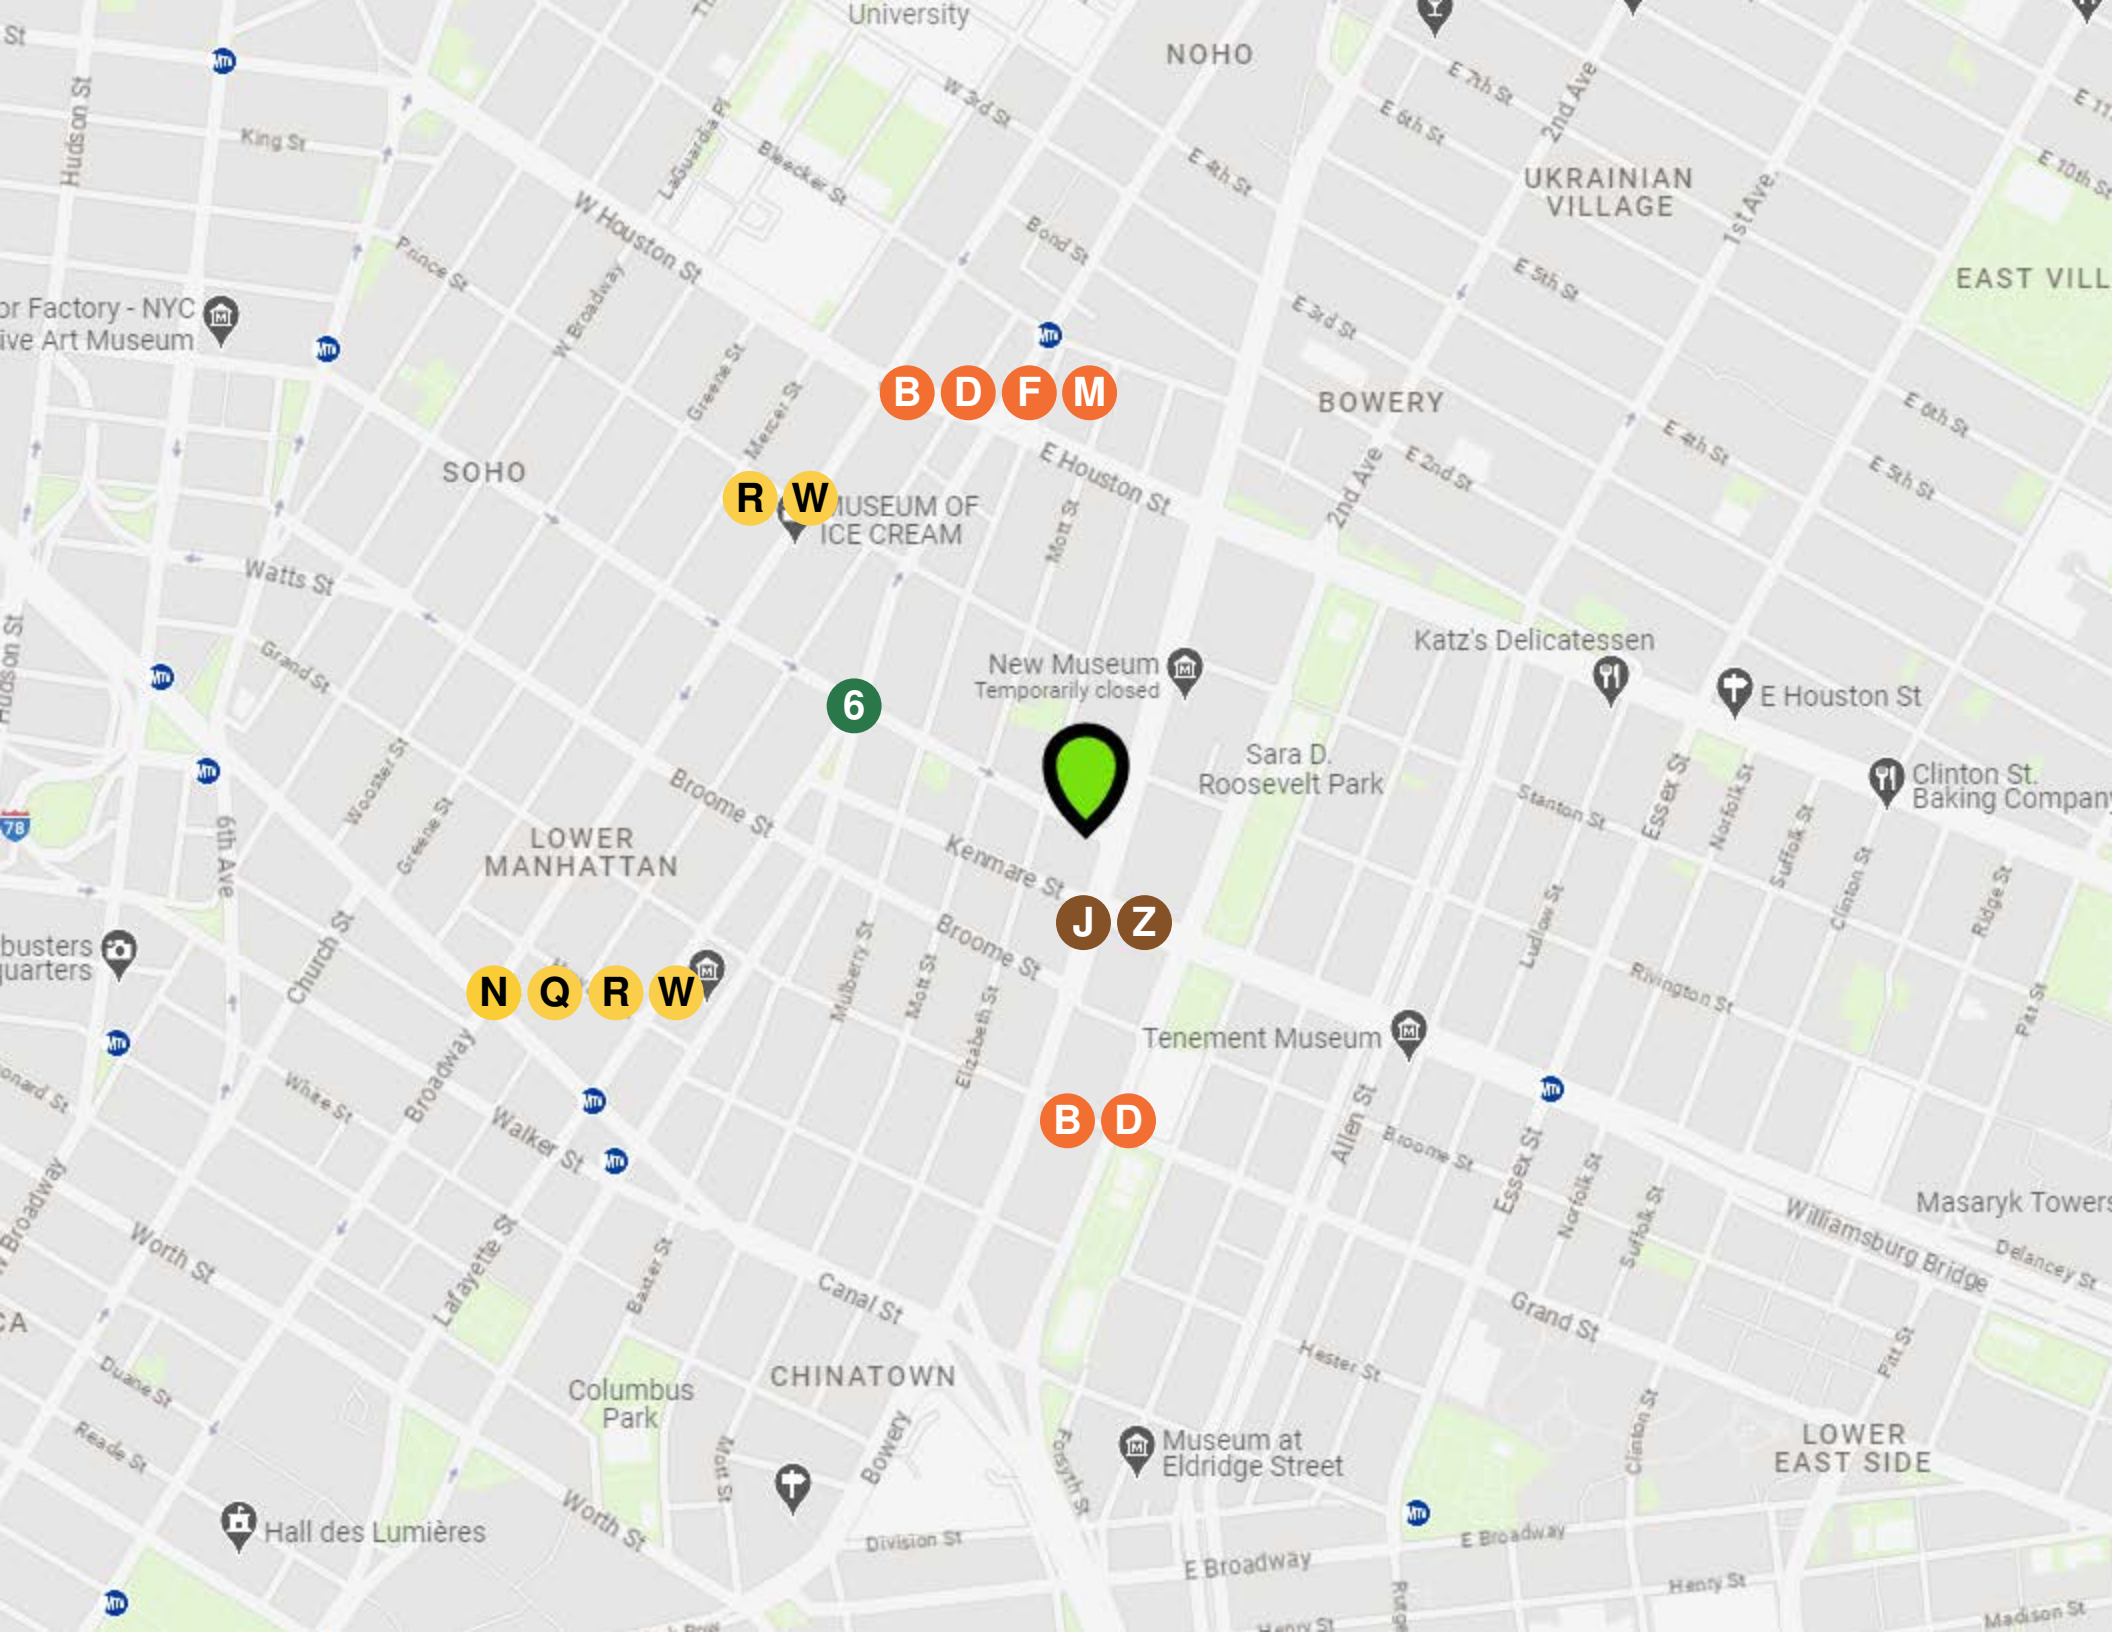 University
NOHO
St
Hudson St
King St
LaGuardia Pl
W 3rd St
Bleecker St
E 7th St
E 6th St
2nd Ave
E 4th St
E 10th St
UKRAINIAN
VILLAGE
1st Ave.
W Houston St
Prince St
Bond St
E 5th St
EAST VILL
E 3rd St
or Factory - NYC
ive Art Museum
W Broadway
Greene St
Mercer St
B D F M
BOWERY
E 6th St
E 4th St
E 2nd St
E 5th St
SOHO
E Houston St
2nd Ave
R W
MUSEUM OF
ICE CREAM
Mott St
Watts St
Hudson St
Grand St
New Museum
Temporarily closed
Katz's Delicatessen
E Houston St
6
Sara D.
Roosevelt Park
Clinton St.
Baking Company
Wooster St
Greene St
Broome St
Essex St
Norfolk St
Suffolk St
Stanton St
78
6th Ave
LOWER
MANHATTAN
Kenmare St
Clinton St
Ridge St
Ludlow St
J Z
Church St
Broome St
Mulberry St
Mott St
busters
quarters
N Q R W
Elizabeth St
Rivington St
Pitt St
Tenement Museum
onard St
White St
Broadway
Walker St
B D
Allen St
Broome St
Essex St
Norfolk St
Suffolk St
W Broadway
Worth St
Lafayette St
Baxter St
Canal St
Masaryk Towers
Williamsburg Bridge
Delancey St
CA
Grand St
Pitt St
Duane St
Hester St
CHINATOWN
Columbus
Park
Reade St
Mott St
Bowery
Forsyth St
Museum at
Eldridge Street
Clinton St
LOWER
EAST SIDE
Hall des Lumières
Worth St
Division St
E Broadway
E Broadway
Henry St
Henry St
Madison St